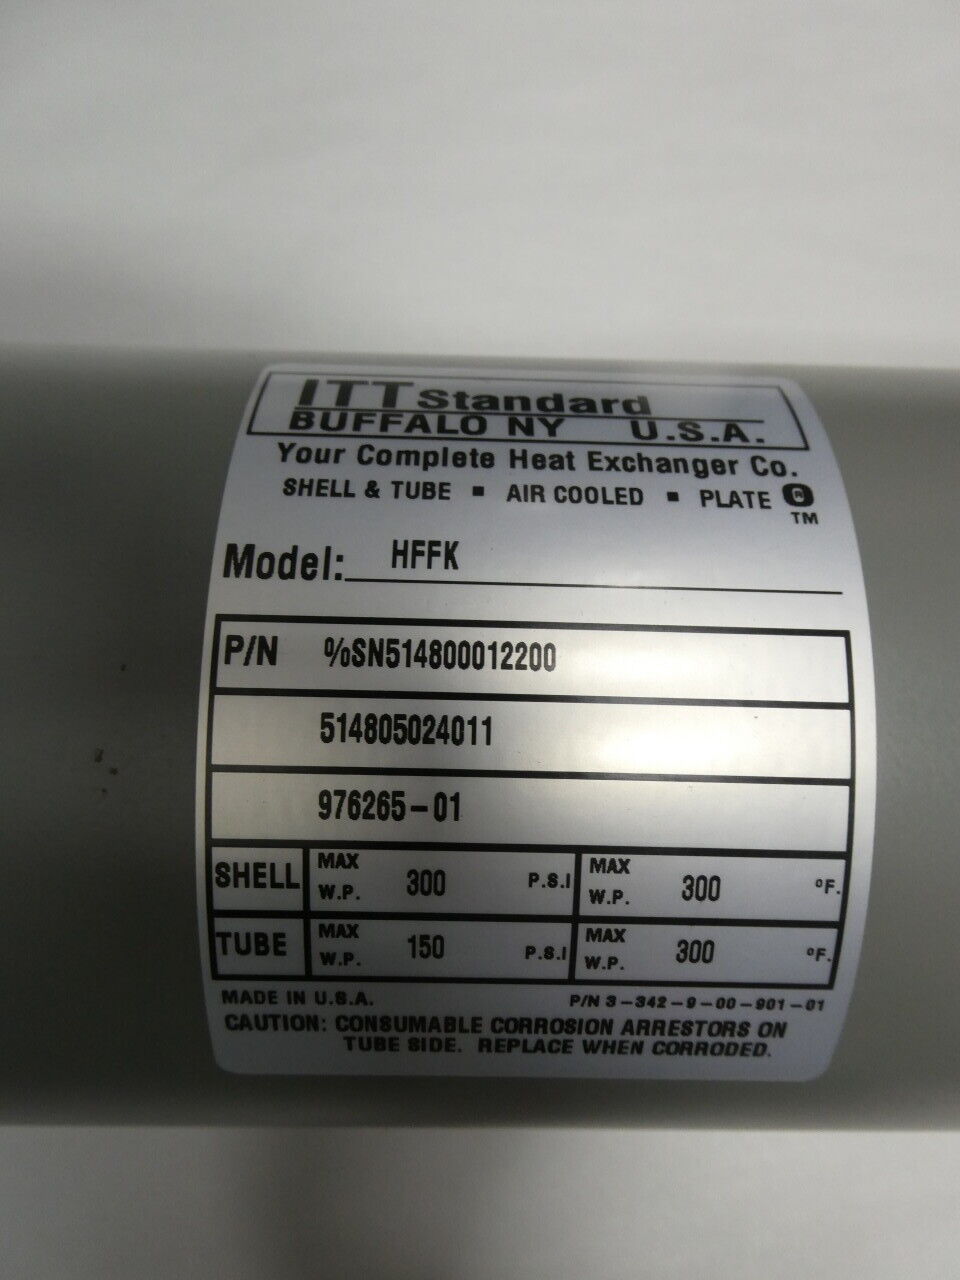 ITT Standard
BUFFALO NY U.S.A.
Your Complete Heat Exchanger Co.
SHELL & TUBE ▪ AIR COOLED ▪ PLATE ®
TM
Model: HFFK
P/N %SN514800012200
514805024011
976265-01
SHELL MAX W.P. 300 P.S.I MAX W.P. 300 °F.
TUBE MAX W.P. 150 P.S.I MAX W.P. 300 °F.
MADE IN U.S.A. P/N 3-342-9-00-901-01
CAUTION: CONSUMABLE CORROSION ARRESTORS ON
TUBE SIDE. REPLACE WHEN CORRODED.